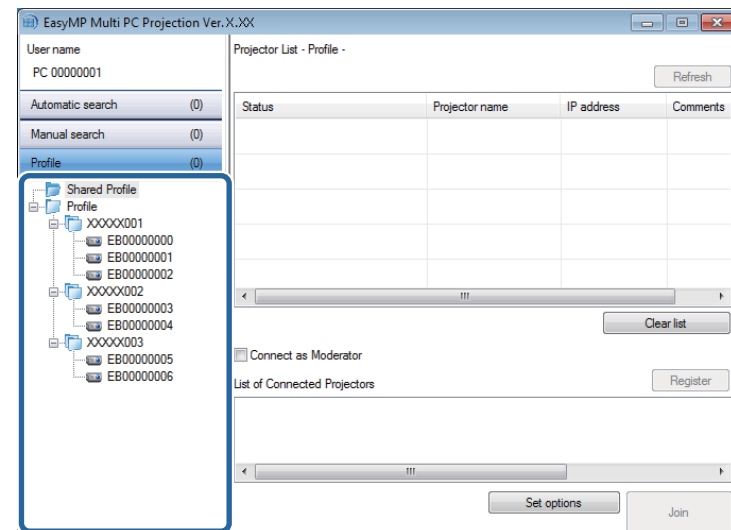 EasyMP Multi PC Projection Ver.X.XX
User name
PC 00000001
Automatic search (0)
Manual search (0)
Profile (0)
Shared Profile
Profile
XXXXX001
EB00000000
EB00000001
EB00000002
XXXXX002
EB00000003
EB00000004
XXXXX003
EB00000005
EB00000006
Projector List - Profile -
Refresh
Status Projector name IP address Comments
Clear list
Connect as Moderator
List of Connected Projectors
Register
Set options
Join